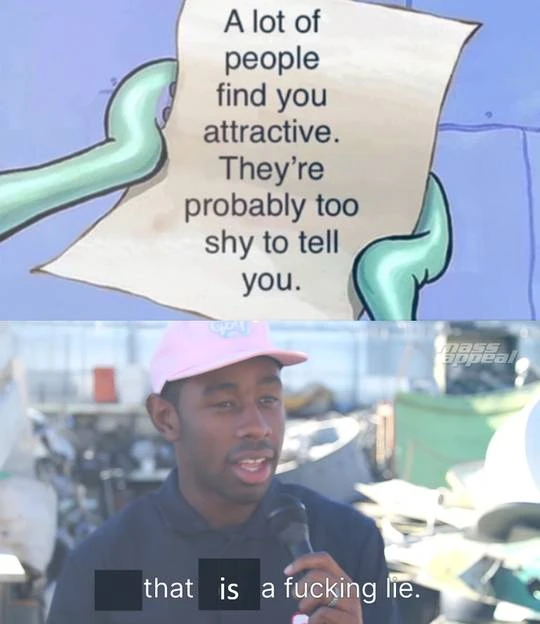 A lot of
people
find you
attractive.
They're
probably too
shy to tell
you.
Golf
mass
appeal
that is a fucking lie.